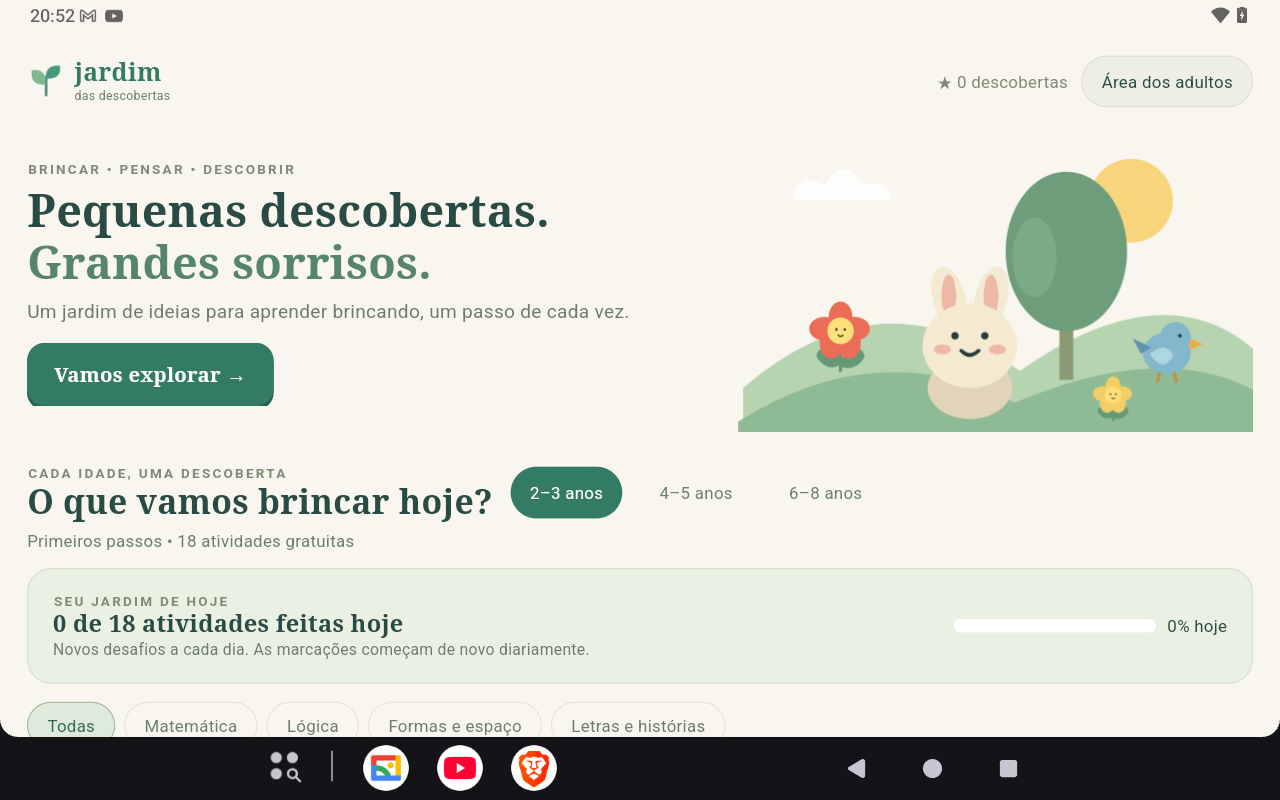 20:52
jardim
das descobertas
★ 0 descobertas
Área dos adultos
BRINCAR • PENSAR • DESCOBRIR
Pequenas descobertas.
Grandes sorrisos.
Um jardim de ideias para aprender brincando, um passo de cada vez.
Vamos explorar →
CADA IDADE, UMA DESCOBERTA
O que vamos brincar hoje?
2–3 anos
4–5 anos
6–8 anos
Primeiros passos • 18 atividades gratuitas
SEU JARDIM DE HOJE
0 de 18 atividades feitas hoje
Novos desafios a cada dia. As marcações começam de novo diariamente.
0% hoje
Todas
Matemática
Lógica
Formas e espaço
Letras e histórias